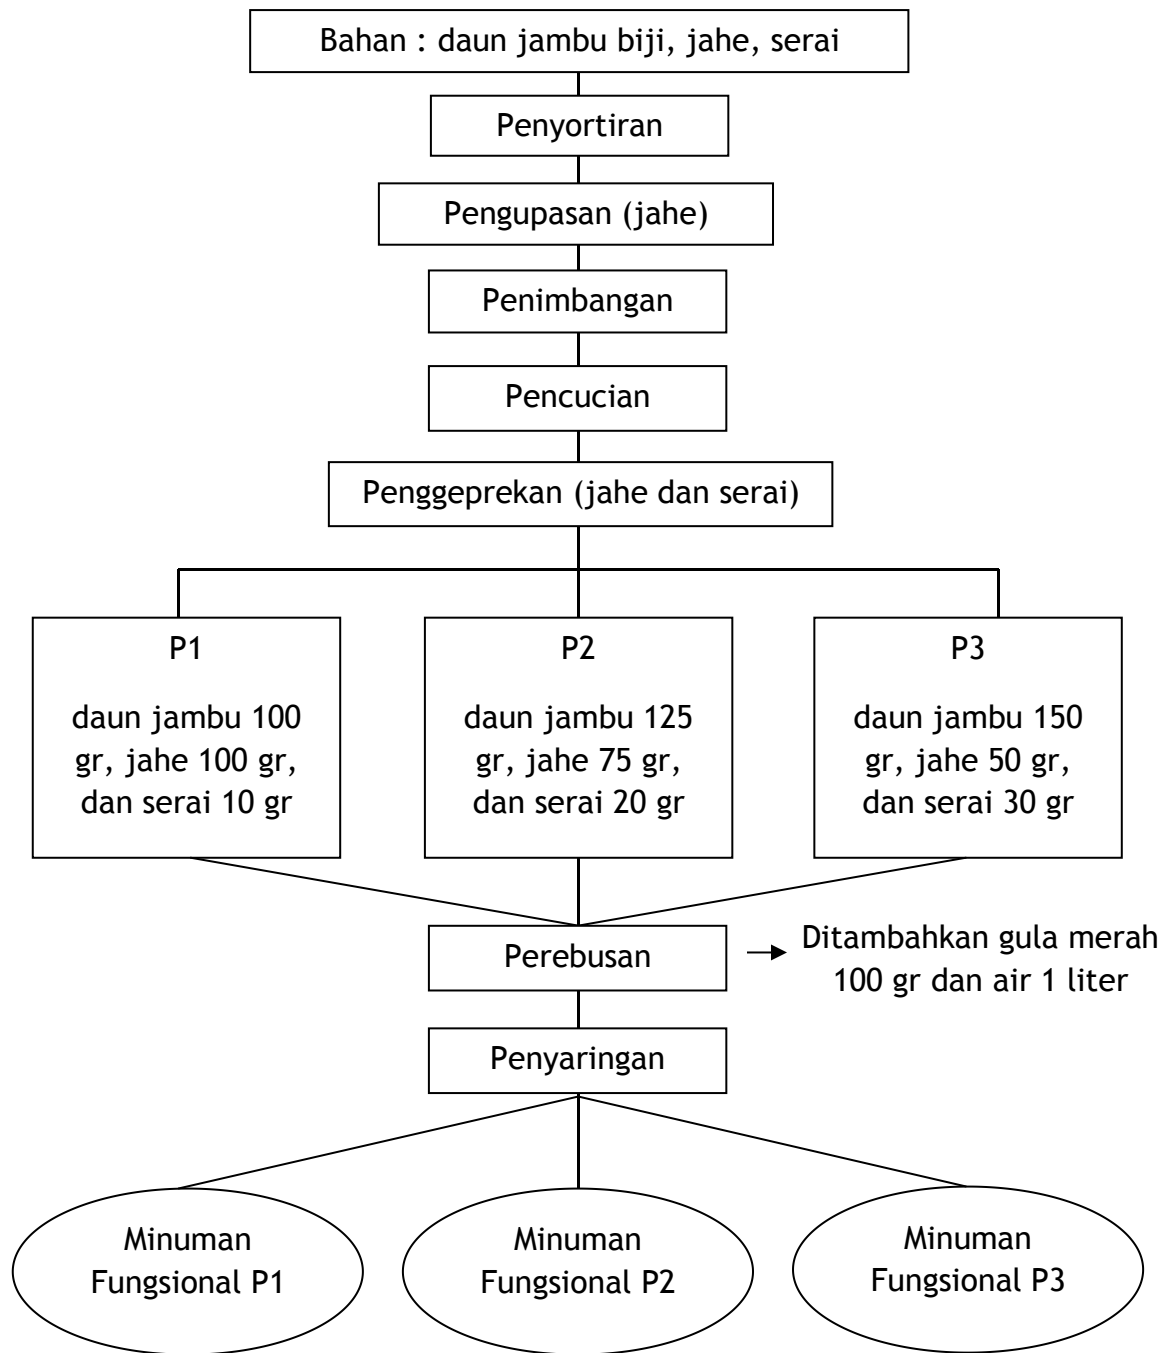 Bahan : daun jambu biji, jahe, serai
Penyortiran
Pengupasan (jahe)
Penimbangan
Pencucian
Penggeprekan (jahe dan serai)
P1
daun jambu 100
gr, jahe 100 gr,
dan serai 10 gr
P2
daun jambu 125
gr, jahe 75 gr,
dan serai 20 gr
P3
daun jambu 150
gr, jahe 50 gr,
dan serai 30 gr
Perebusan
Ditambahkan gula merah
100 gr dan air 1 liter
Penyaringan
Minuman
Fungsional P1
Minuman
Fungsional P2
Minuman
Fungsional P3